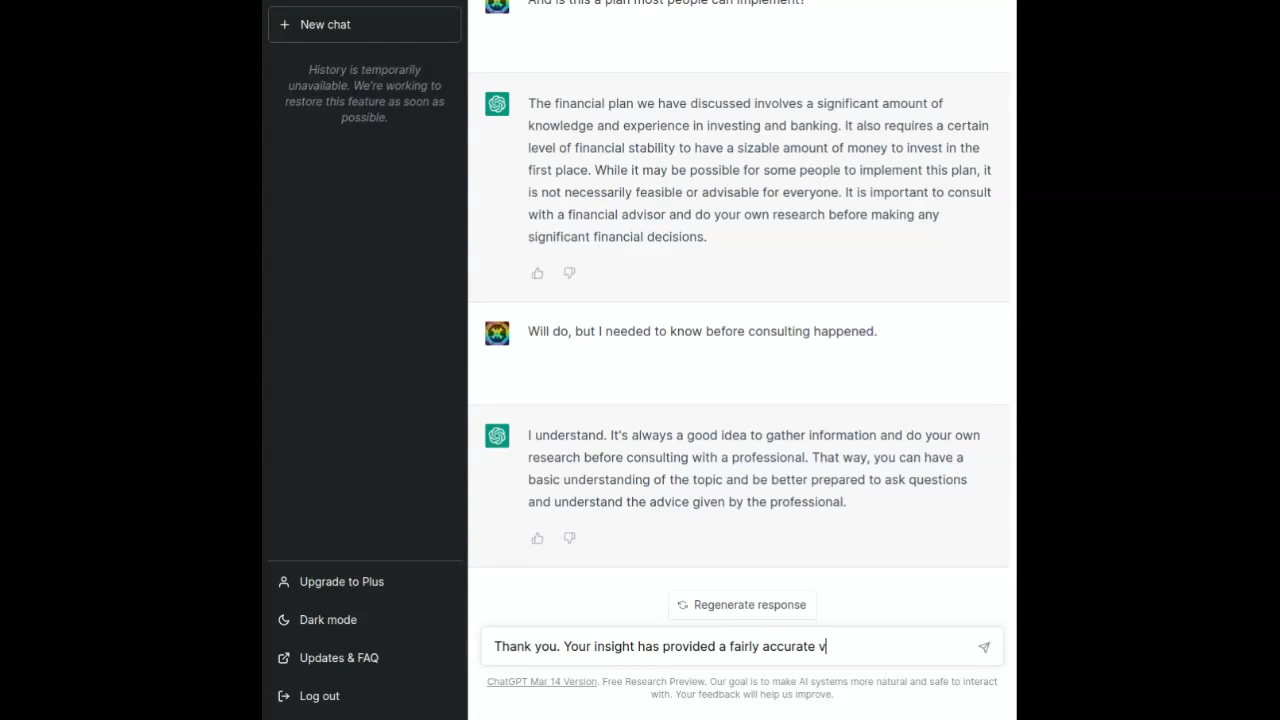 And is this a plan most people can implement?
New chat
History is temporarily
unavailable. We're working to
restore this feature as soon as
possible.
The financial plan we have discussed involves a significant amount of
knowledge and experience in investing and banking. It also requires a certain
level of financial stability to have a sizable amount of money to invest in the
first place. While it may be possible for some people to implement this plan, it
is not necessarily feasible or advisable for everyone. It is important to consult
with a financial advisor and do your own research before making any
significant financial decisions.
Will do, but I needed to know before consulting happened.
I understand. It's always a good idea to gather information and do your own
research before consulting with a professional. That way, you can have a
basic understanding of the topic and be better prepared to ask questions
and understand the advice given by the professional.
Upgrade to Plus
Dark mode
Updates & FAQ
Log out
Regenerate response
Thank you. Your insight has provided a fairly accurate v
ChatGPT Mar 14 Version. Free Research Preview. Our goal is to make AI systems more natural and safe to interact
with. Your feedback will help us improve.